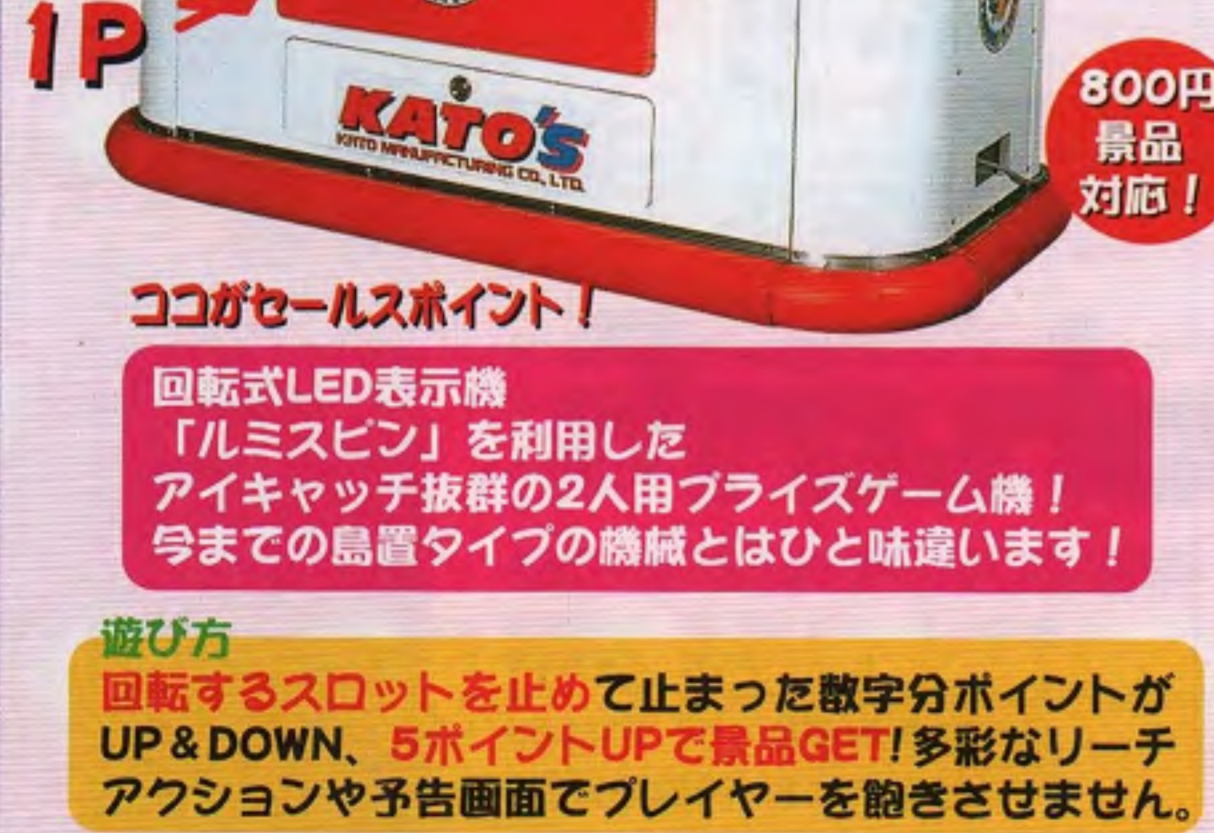 1P
KATO'S
KATO MANUFACTURING CO., LTD.
800円
景品
対応！
ココがセールスポイント！
回転式LED表示機
「ルミスピン」を利用した
アイキャッチ抜群の2人用プライズゲーム機！
今までの島置タイプの機械とはひと味違います！
遊び方
回転するスロットを止めて止まった数字分ポイントが
UP＆DOWN、5ポイントUPで景品GET!多彩なリーチ
アクションや予告画面でプレイヤーを飽きさせません。